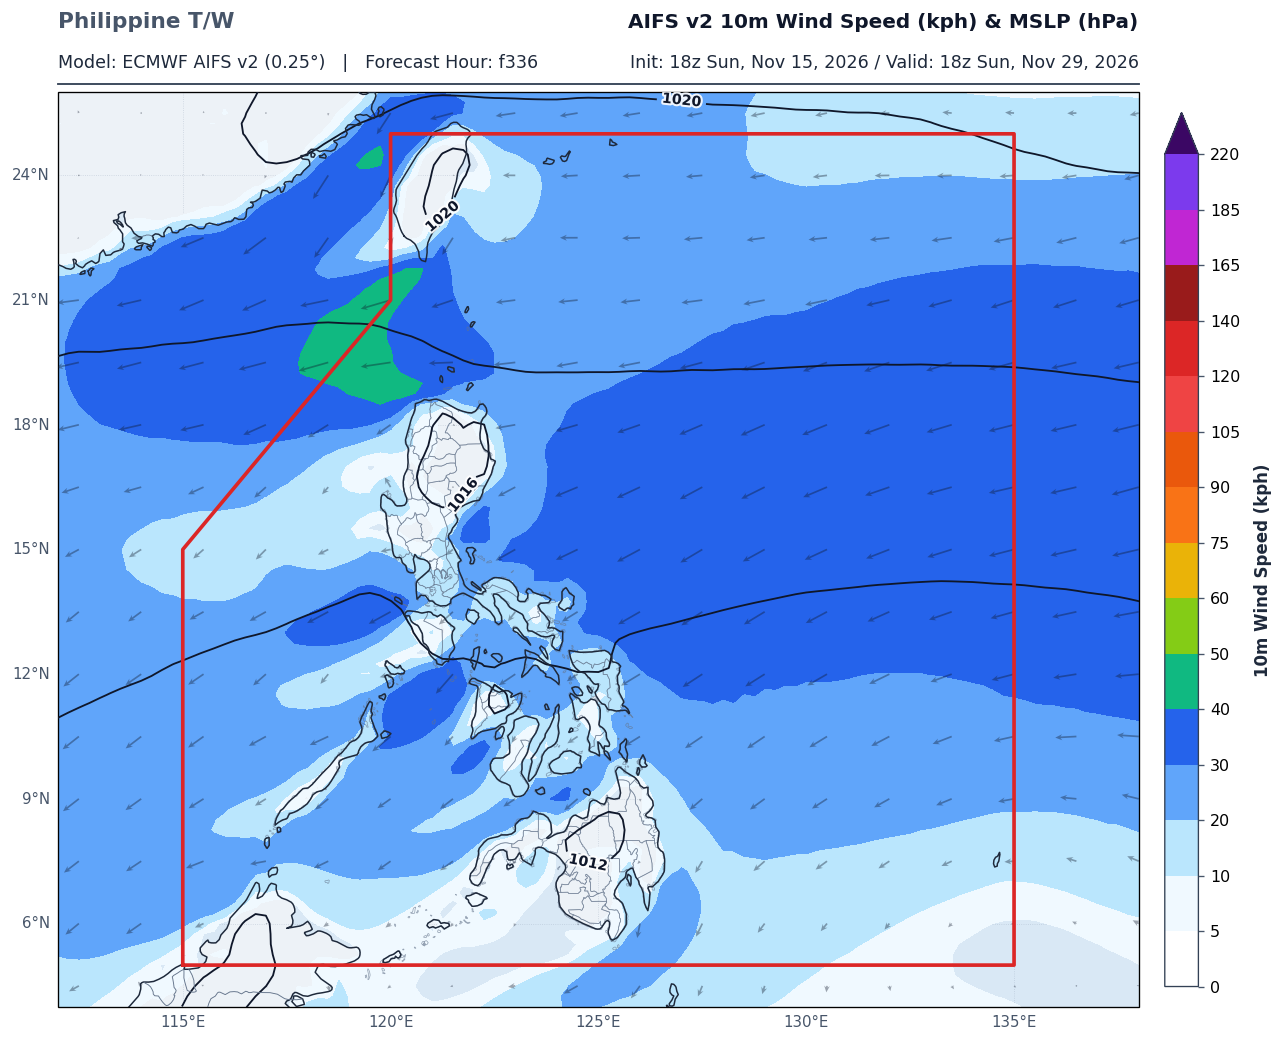 Philippine T/W
AIFS v2 10m Wind Speed (kph) & MSLP (hPa)
Model: ECMWF AIFS v2 (0.25°) | Forecast Hour: f336
Init: 18z Sun, Nov 15, 2026 / Valid: 18z Sun, Nov 29, 2026
1020
1020
1016
1012
24°N
21°N
18°N
15°N
12°N
9°N
6°N
115°E
120°E
125°E
130°E
135°E
220
185
165
140
120
105
90
75
60
50
40
30
20
10
5
0
10m Wind Speed (kph)